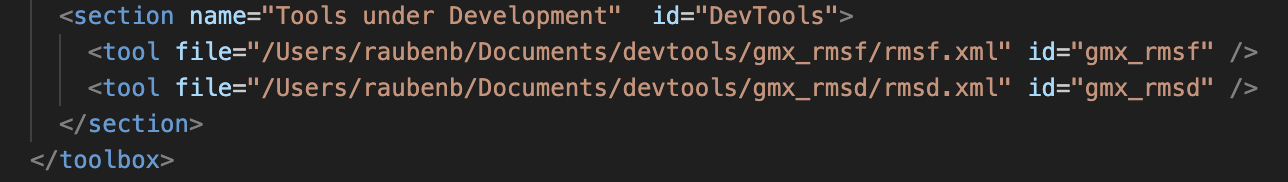 <section name="Tools under Development"  id="DevTools">
<tool file="/Users/raubenb/Documents/devtools/gmx_rmsf/rmsf.xml" id="gmx_rmsf" />
<tool file="/Users/raubenb/Documents/devtools/gmx_rmsd/rmsd.xml" id="gmx_rmsd" />
</section>
</toolbox>